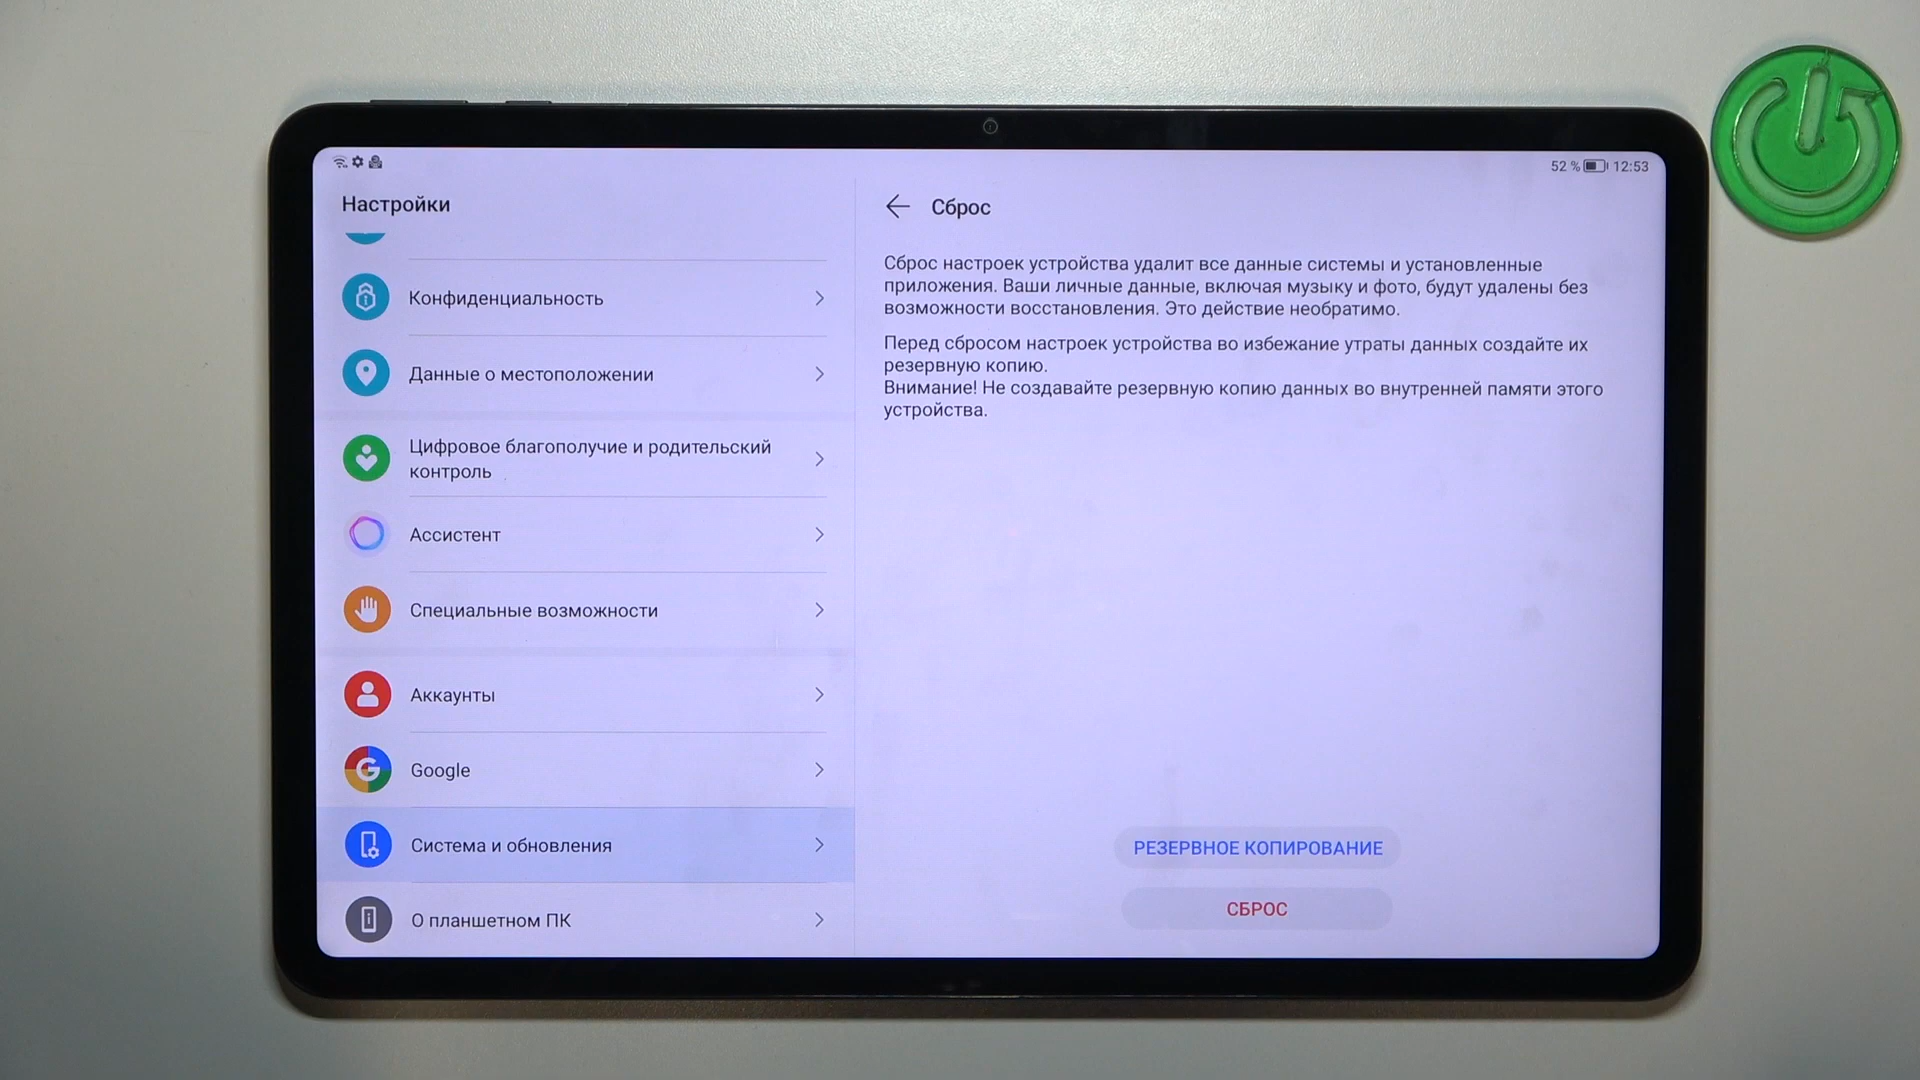 52 % 12:53
Настройки
Конфиденциальность
Данные о местоположении
Цифровое благополучие и родительский
контроль
Ассистент
Специальные возможности
Аккаунты
Google
Система и обновления
О планшетном ПК
Сброс
Сброс настроек устройства удалит все данные системы и установленные
приложения. Ваши личные данные, включая музыку и фото, будут удалены без
возможности восстановления. Это действие необратимо.
Перед сбросом настроек устройства во избежание утраты данных создайте их
резервную копию.
Внимание! Не создавайте резервную копию данных во внутренней памяти этого
устройства.
РЕЗЕРВНОЕ КОПИРОВАНИЕ
СБРОС